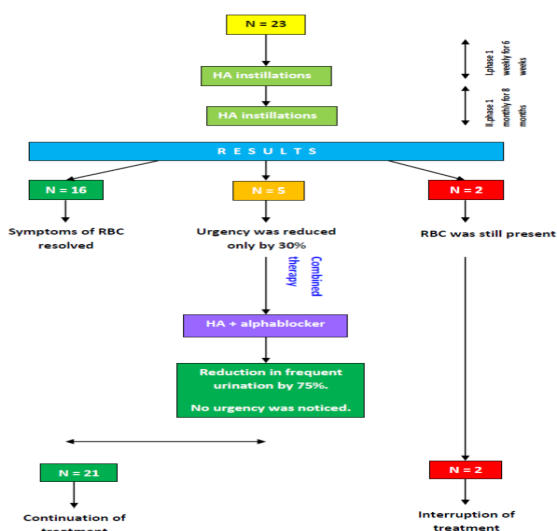 N = 23
I.phase 1
weekly for 6
weeks
HA instillations
II.phase 1
monthly for 8
months
HA instillations
R E S U L T S
N = 16
N = 5
N = 2
Symptoms of RBC
resolved
Urgency was reduced
only by 30%
RBC was still present
Combined
therapy
HA + alphablocker
Reduction in frequent
urination by 75%.
No urgency was noticed.
N = 21
N = 2
Continuation of
treatment
Interruption of
treatment